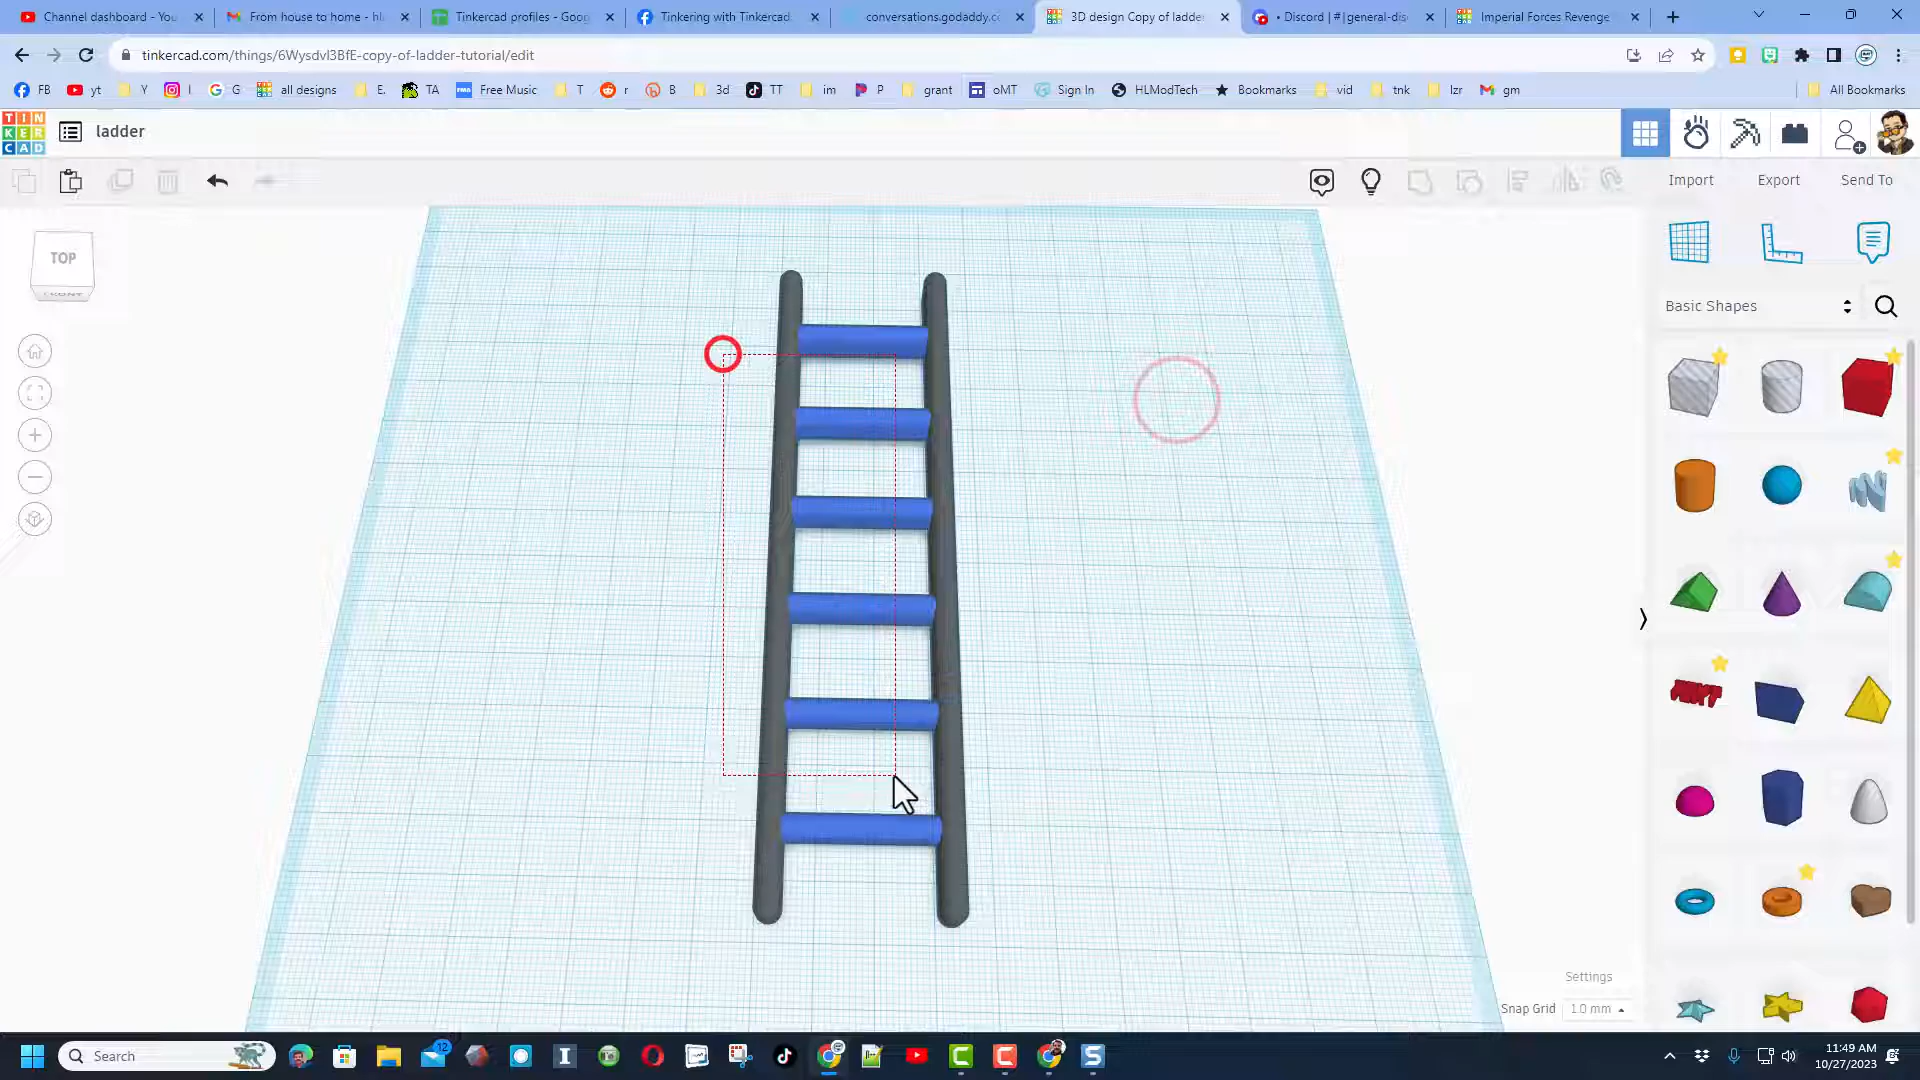 Channel dashboard - You
From house to home - hl
Tinkercad profiles - Goog
Tinkering with Tinkercad.
conversations.godaddy.cc
3D design Copy of ladder
• Discord | #|general-dis
Imperial Forces.Revenge
tinkercad.com/things/6Wysdvl3BfE-copy-of-ladder-tutorial/edit
FB
yt
Y
I
G
all designs
E.
TA
Free Music
T
r
B
3d
TT
im
P
grant
oMT
Sign In
HLModTech
Bookmarks
vid
tnk
lzr
gm
All Bookmarks
TIN
KER
CAD
ladder
Import
Export
Send To
TOP
FRONT
Basic Shapes
Settings
Snap Grid
1.0 mm
Search
12
11:49 AM
10/27/2023